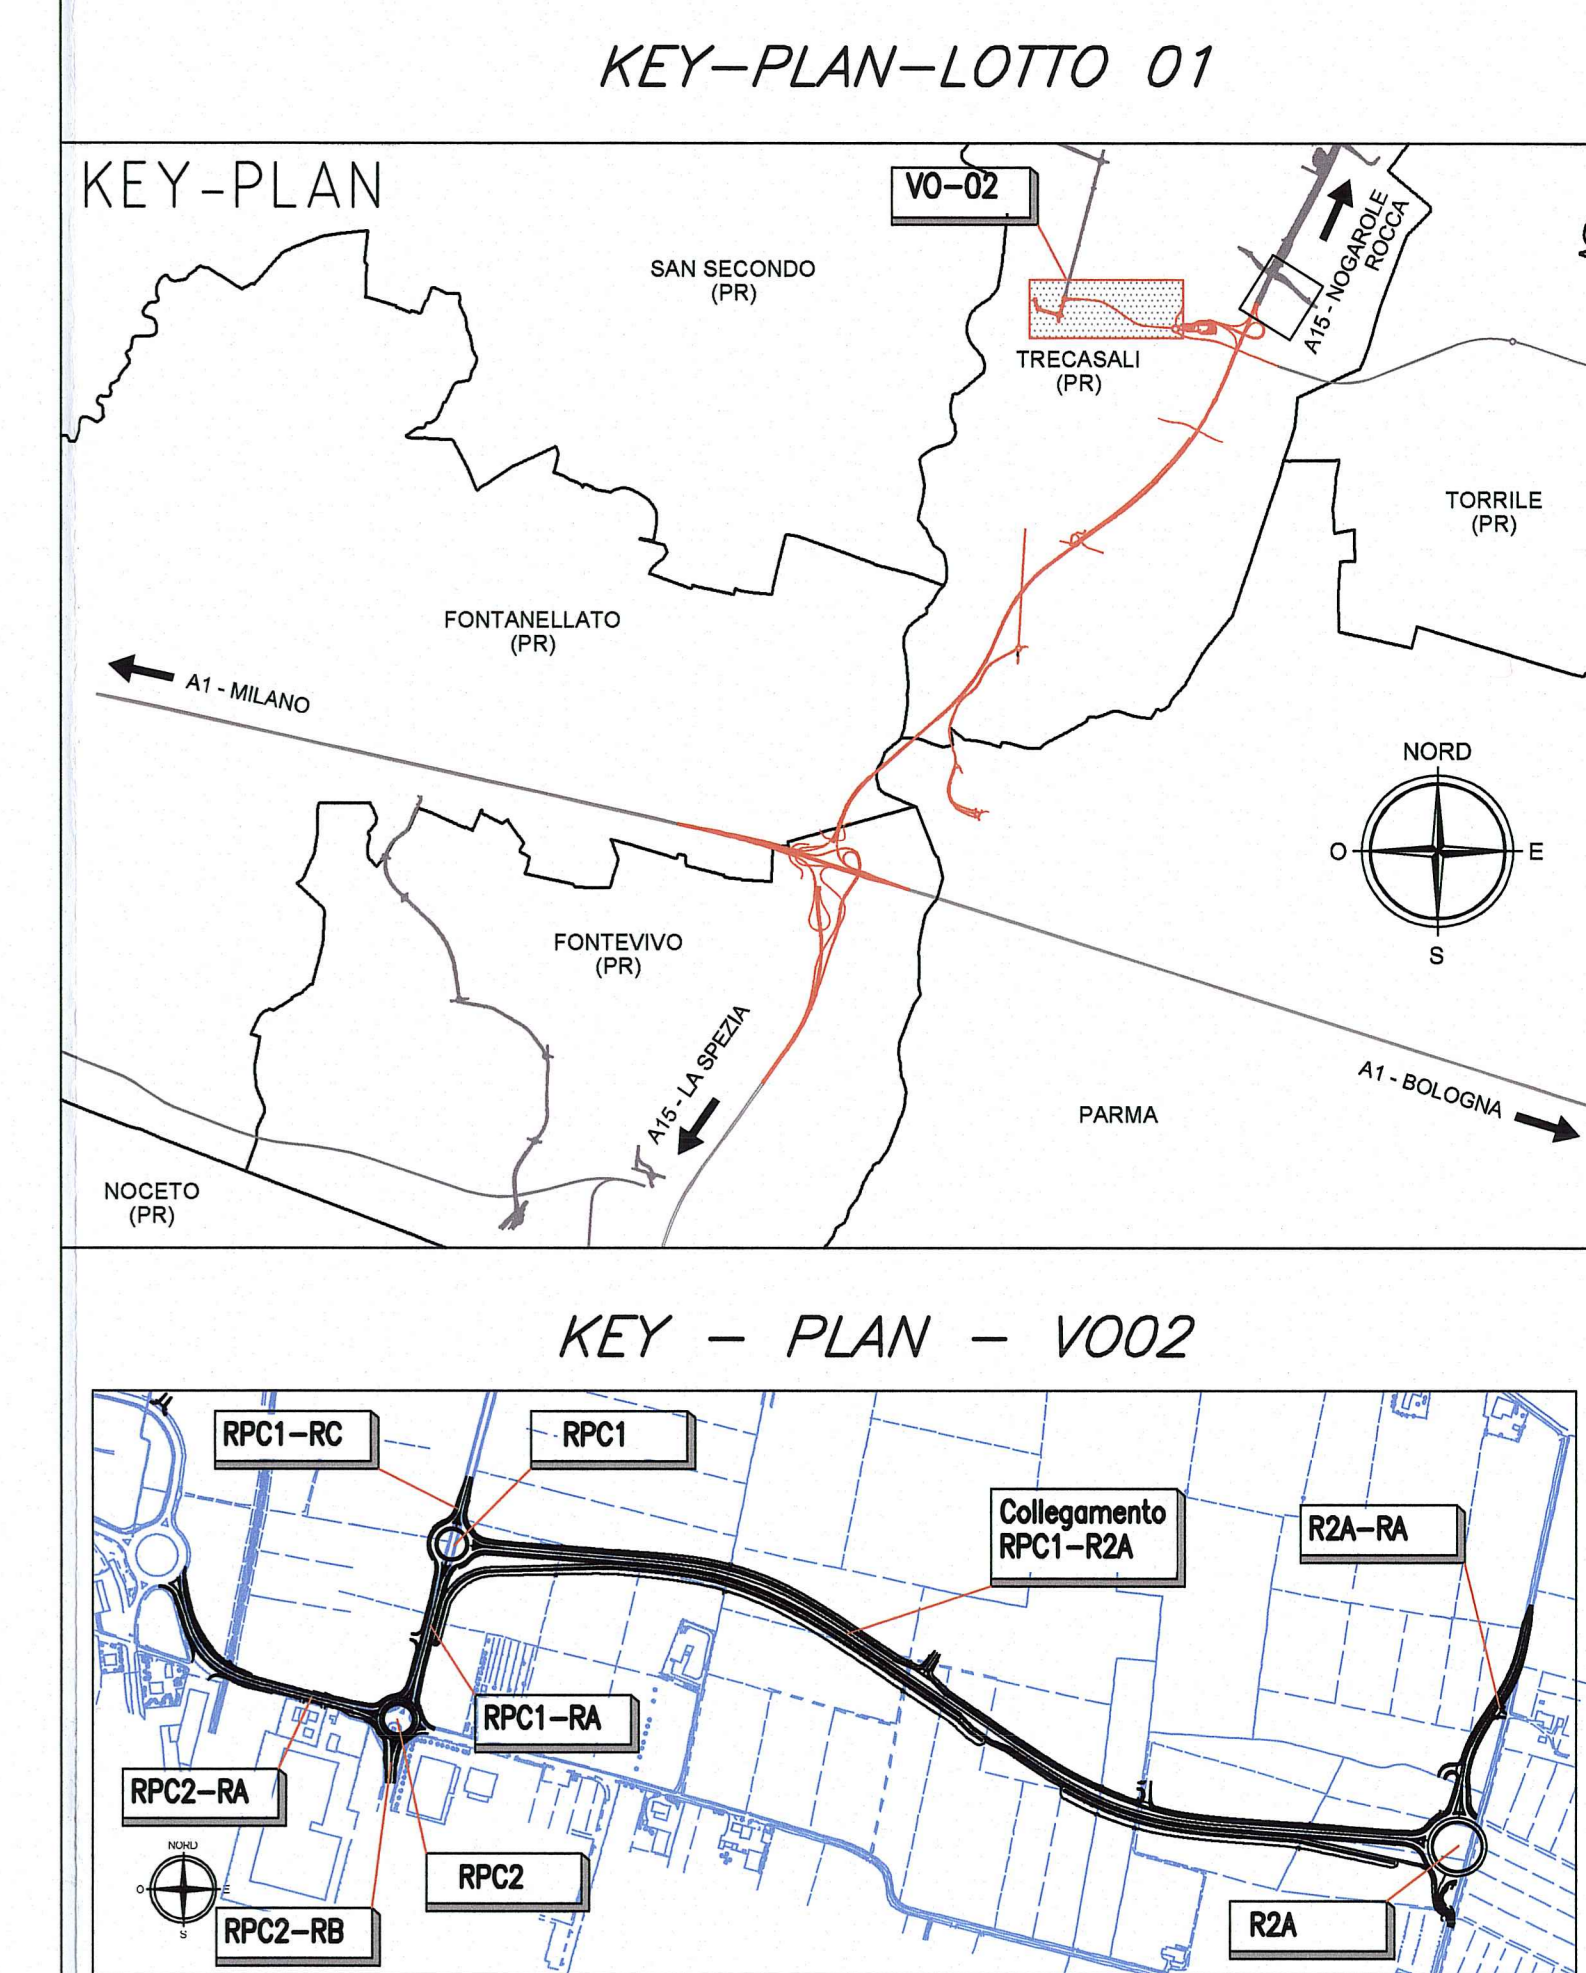 KEY-PLAN-LOTTO 01
KEY-PLAN
VO-02
A15 - NOGAROLE
ROCCA
SAN SECONDO
(PR)
TRECASALI
(PR)
TORRILE
(PR)
FONTANELLATO
(PR)
A1 - MILANO
NORD
O
E
S
FONTEVIVO
(PR)
A15 - LA SPEZIA
A1 - BOLOGNA
PARMA
NOCETO
(PR)
KEY - PLAN - VO02
RPC1-RC
RPC1
Collegamento
RPC1-R2A
R2A-RA
RPC1-RA
RPC2-RA
NORD
O
E
S
RPC2
RPC2-RB
R2A